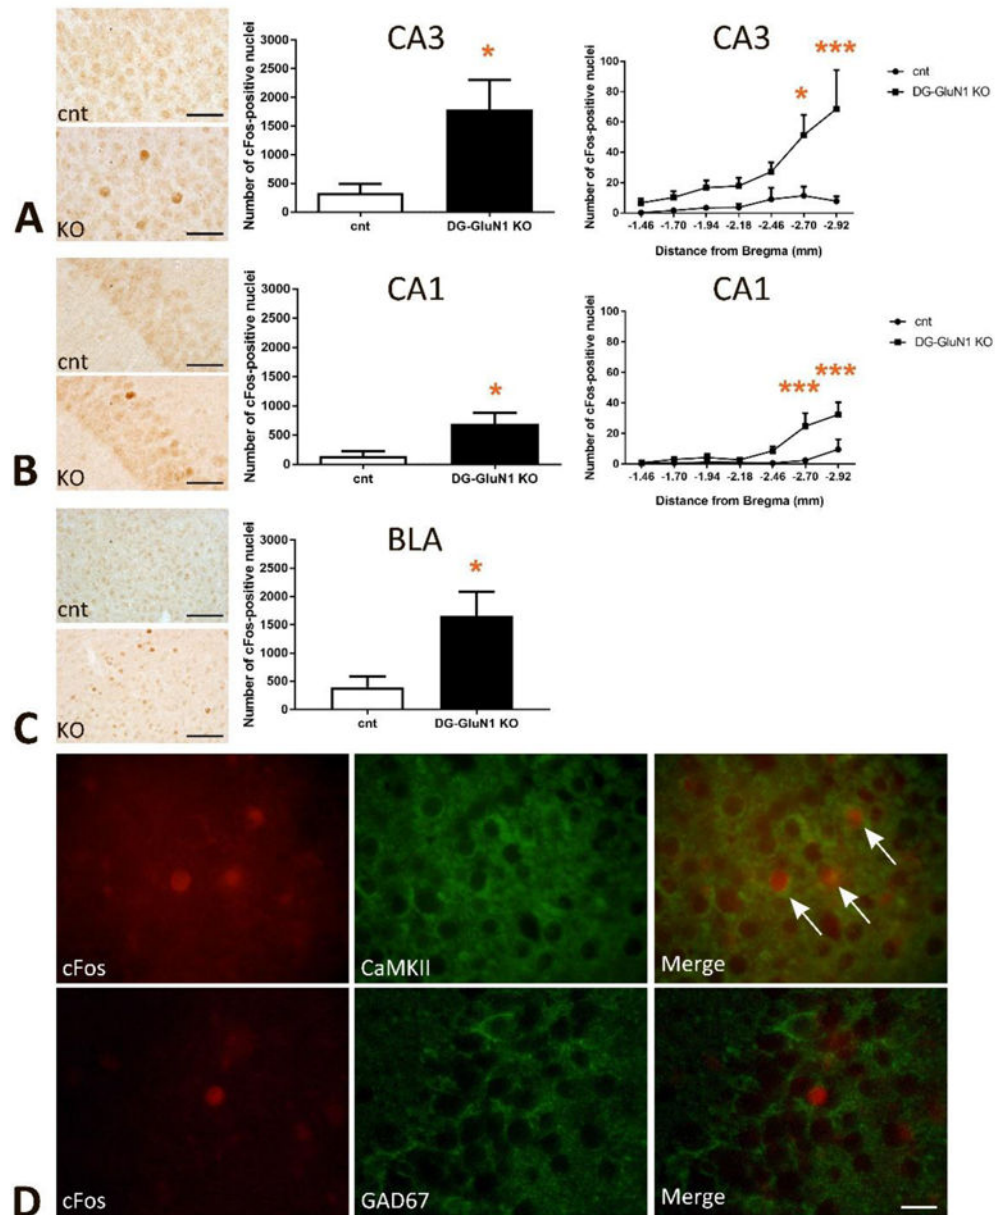 A
cnt
KO
CA3
Number of cFos-positive nuclei
3000
2500
2000
1500
1000
500
0
cnt
DG-GluN1 KO
*
CA3
Number of cFos-positive nuclei
100
80
60
40
20
0
-1.46 -1.70 -1.94 -2.18 -2.46 -2.70 -2.92
Distance from Bregma (mm)
*
***
cnt
DG-GluN1 KO
B
cnt
KO
CA1
Number of cFos-positive nuclei
3000
2500
2000
1500
1000
500
0
cnt
DG-GluN1 KO
*
CA1
Number of cFos-positive nuclei
100
80
60
40
20
0
-1.46 -1.70 -1.94 -2.18 -2.46 -2.70 -2.92
Distance from Bregma (mm)
***
***
cnt
DG-GluN1 KO
C
cnt
KO
BLA
Number of cFos-positive nuclei
3000
2500
2000
1500
1000
500
0
cnt
DG-GluN1 KO
*
D
cFos
CaMKII
Merge
cFos
GAD67
Merge